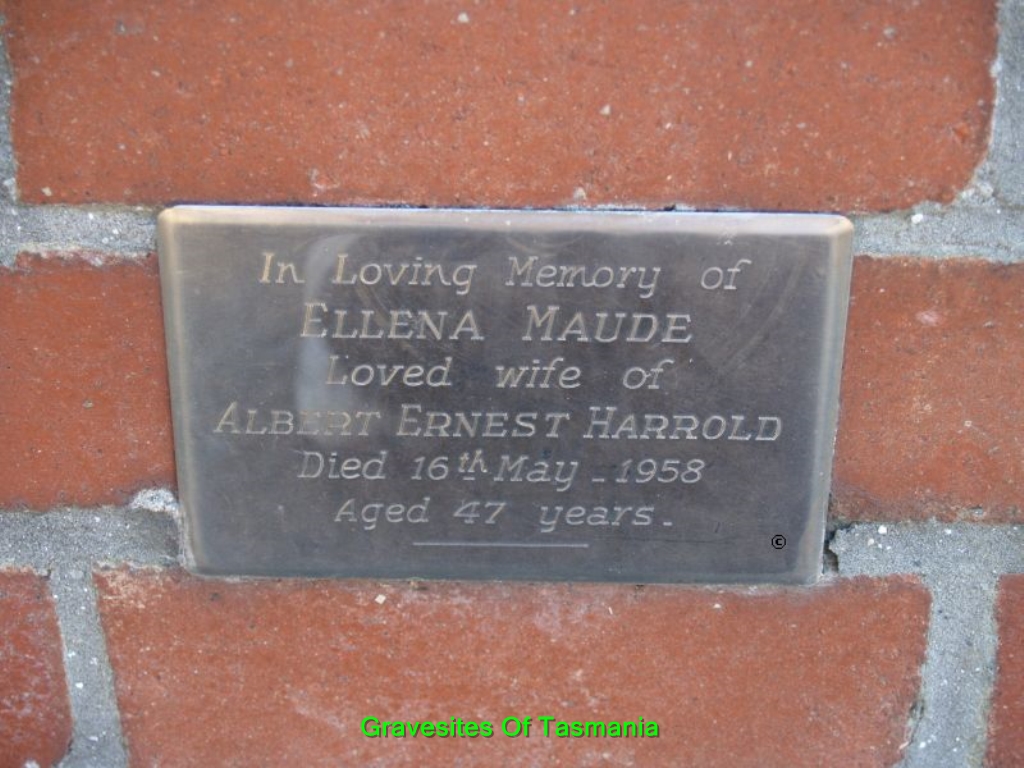 In Loving Memory of
ELLENA MAUDE
Loved wife of
ALBERT ERNEST HARROLD
Died 16th May _ 1958
Aged 47 years.
©
Gravesites Of Tasmania